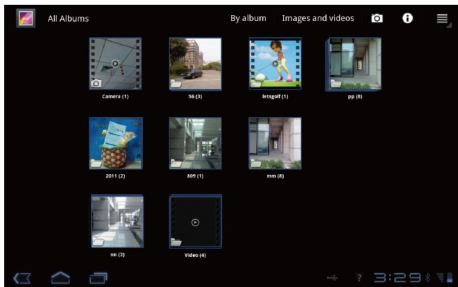 All Albums By album Images and videos
Camera (1) 56 (3) letsgolf (1) pp (8)
2011 (2) 809 (1) mm (8)
nn (3) Video (4)
? 3:29